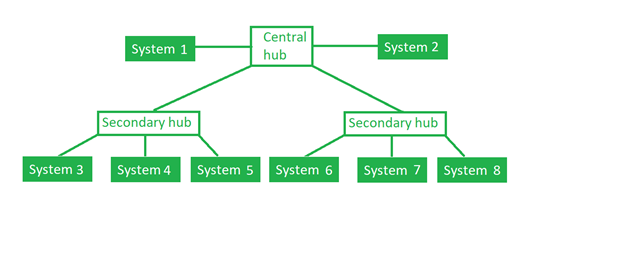 Central
hub
System 1
System 2
Secondary hub
Secondary hub
System 3
System 4
System 5
System 6
System 7
System 8